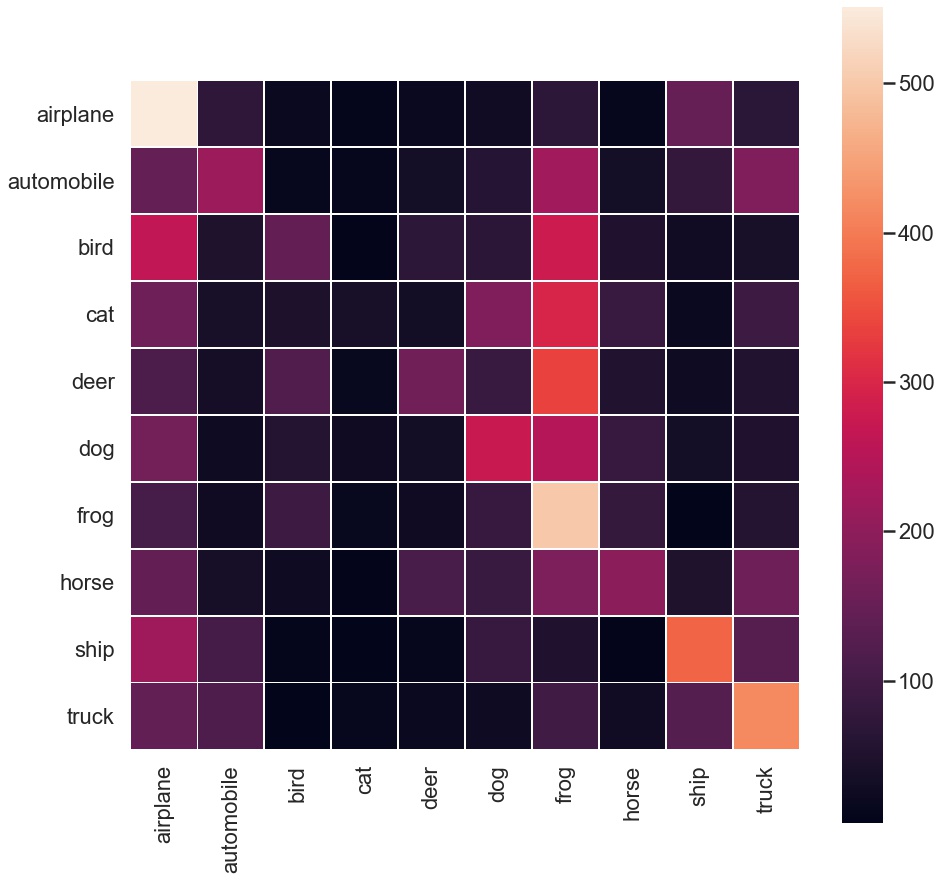 airplane
automobile
bird
cat
deer
dog
frog
horse
ship
truck
airplane
automobile
bird
cat
deer
dog
frog
horse
ship
truck
500
400
300
200
100